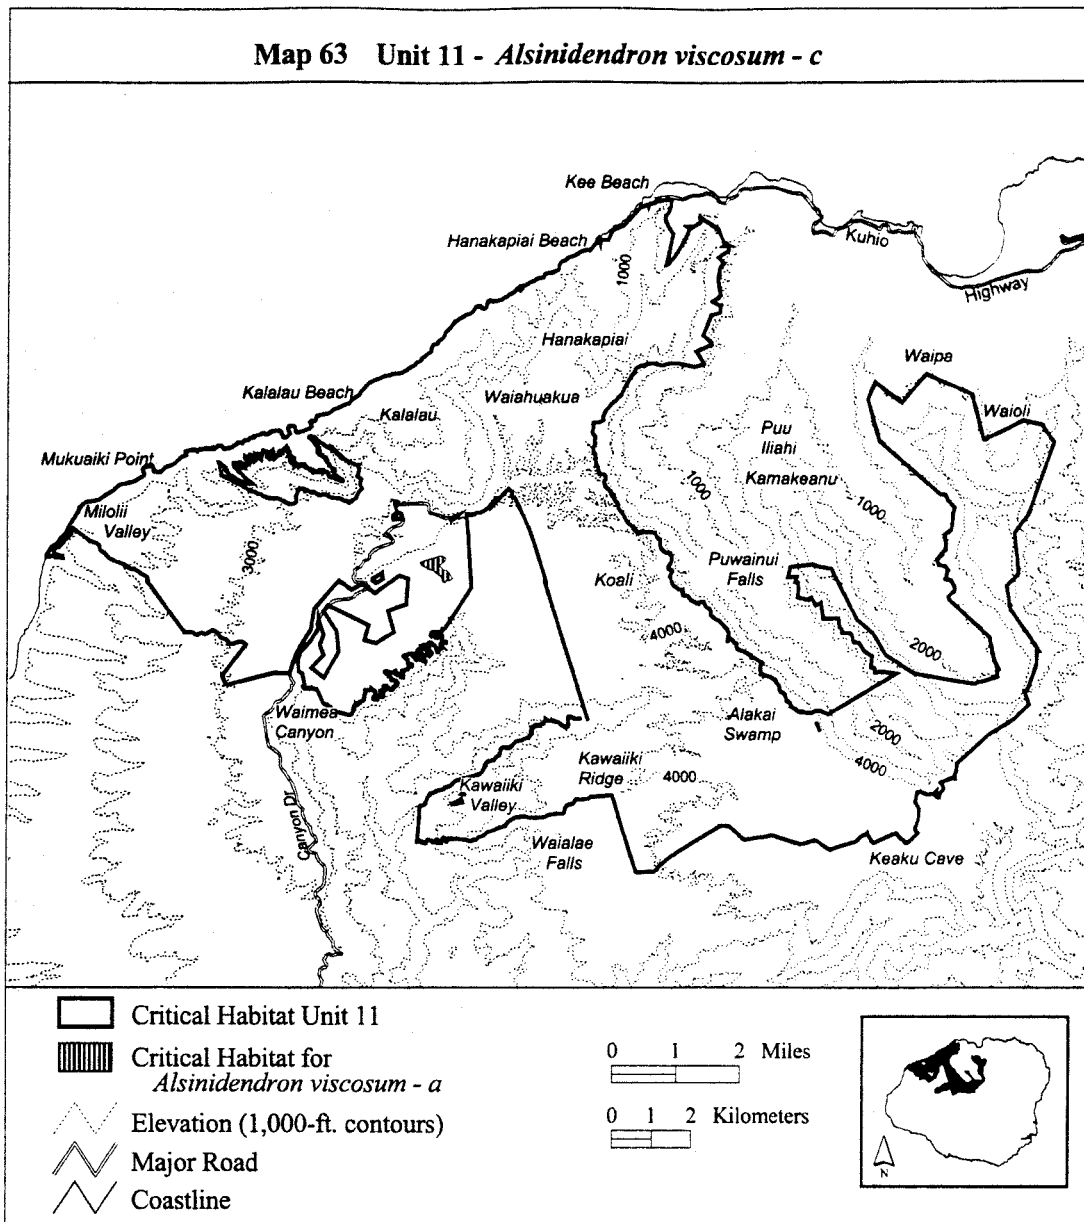 Map 63 Unit 11 - Alsinidendron viscosum - c
Kee Beach
Hanakapiai Beach
Kuhio
Highway
1000
Hanakapiai
Waipa
Kalalau Beach
Waiahuakua
Kalalau
Waioli
Puu
Iliahi
Mukuaiki Point
Kamakeanu
1000
1000
Milolii
Valley
3000
Puwainui
Falls
Koali
4000
2000
Waimea
Canyon
Alakai
Swamp
2000
Kawaiiki
Ridge
4000
4000
Kawaiiki
Valley
Canyon Dr
Waialae
Falls
Keaku Cave
Critical Habitat Unit 11
Critical Habitat for
Alsinidendron viscosum - a
Elevation (1,000-ft. contours)
Major Road
Coastline
0 1 2 Miles
0 1 2 Kilometers
N